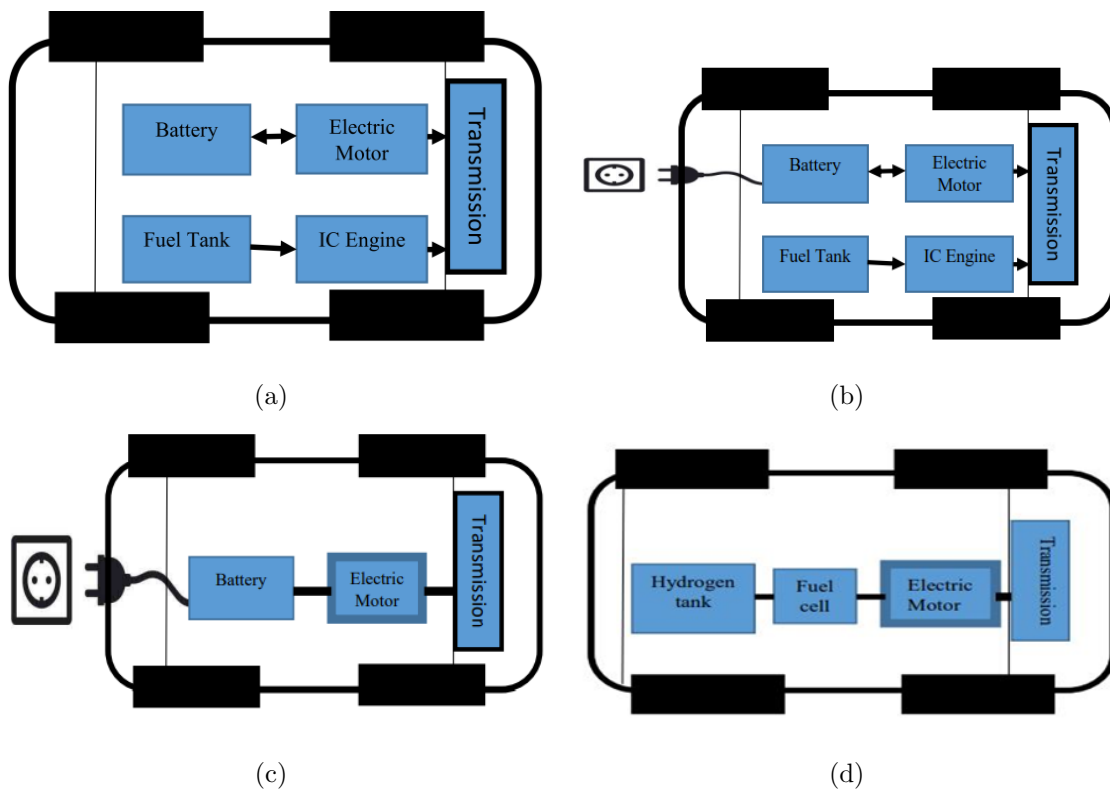 Battery
Electric
Motor
Transmission
Fuel Tank
IC Engine
(a)
Battery
Electric
Motor
Transmission
Fuel Tank
IC Engine
(b)
Battery
Electric
Motor
Transmission
(c)
Hydrogen
tank
Fuel
cell
Electric
Motor
Transmission
(d)